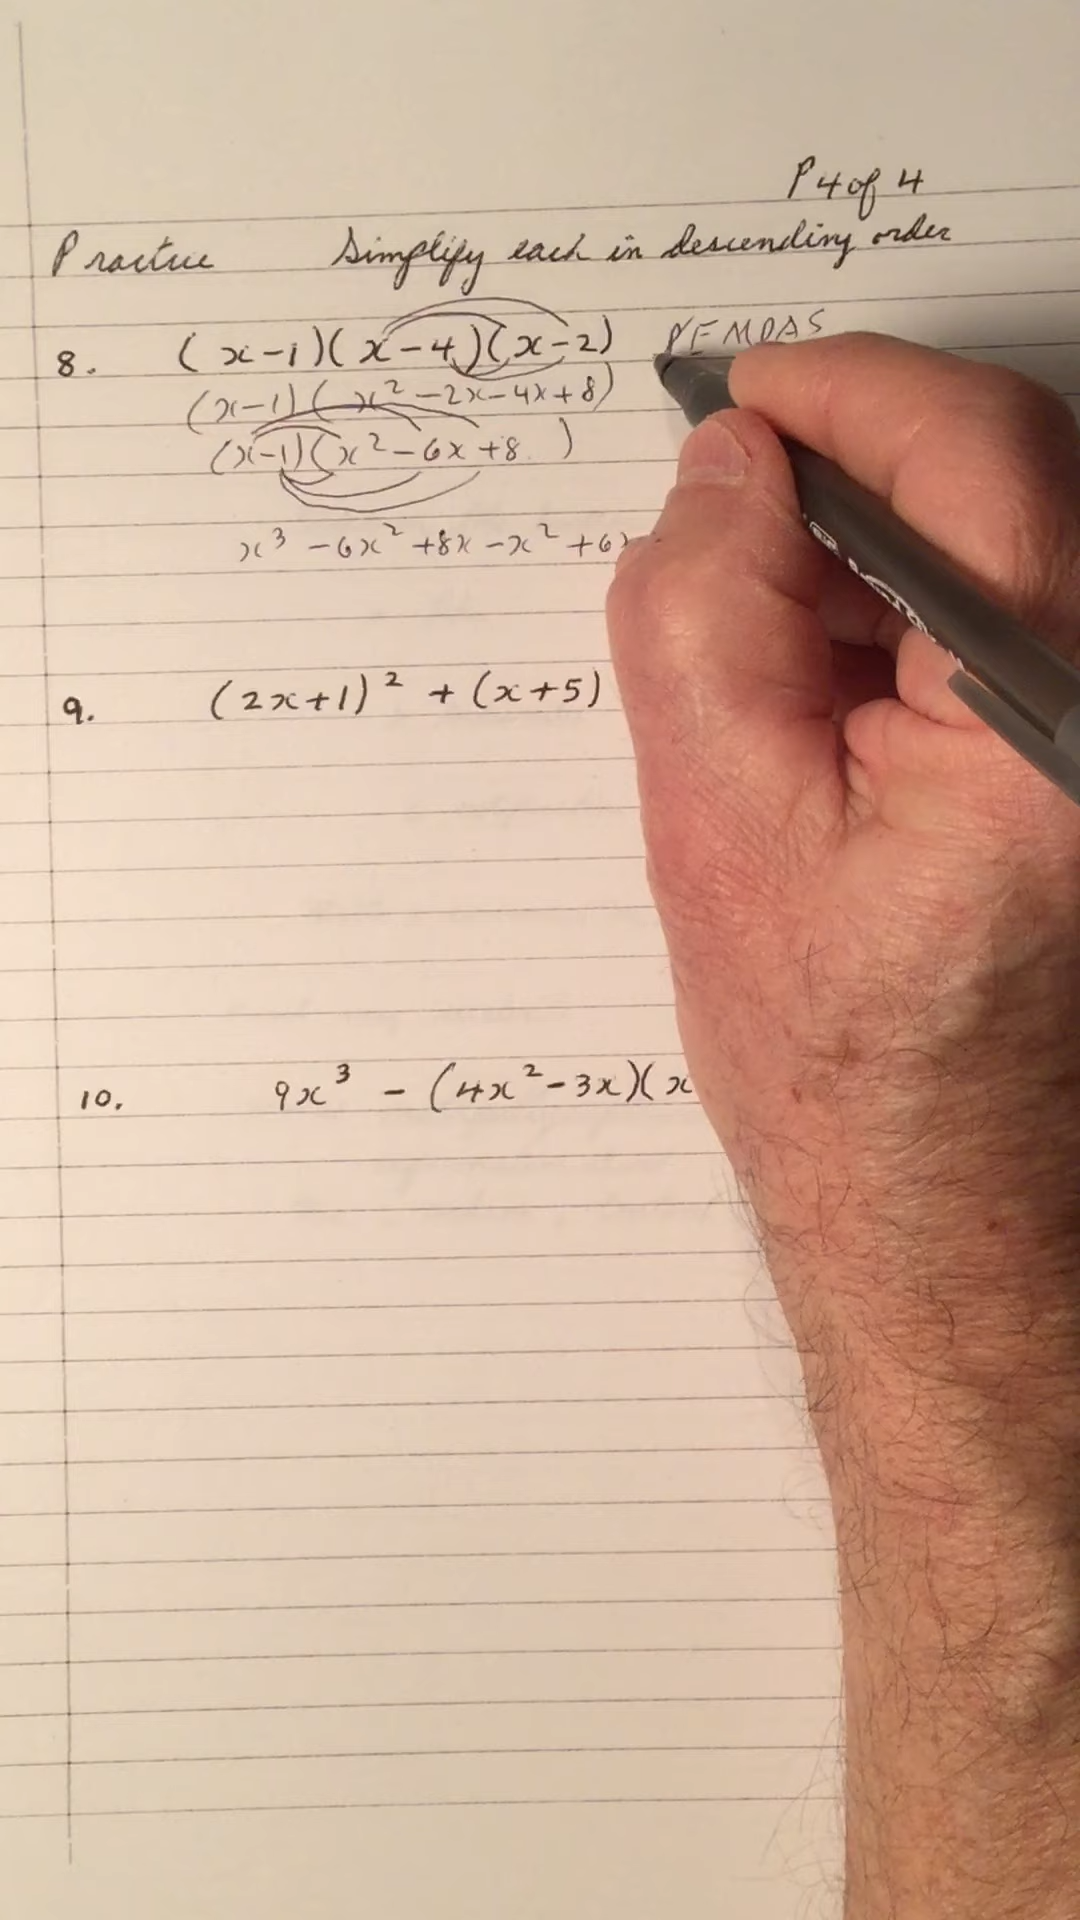 P 4 of 4
Practice Simplify each in descending order
8. (x-1)(x-4)(x-2) PEMDAS
(x-1)(x²-2x-4x+8)
(x-1)(x²-6x+8 )
x³-6x²+8x-x²+6x
9. (2x+1)² + (x+5)
10. 9x³ - (4x²-3x)(x